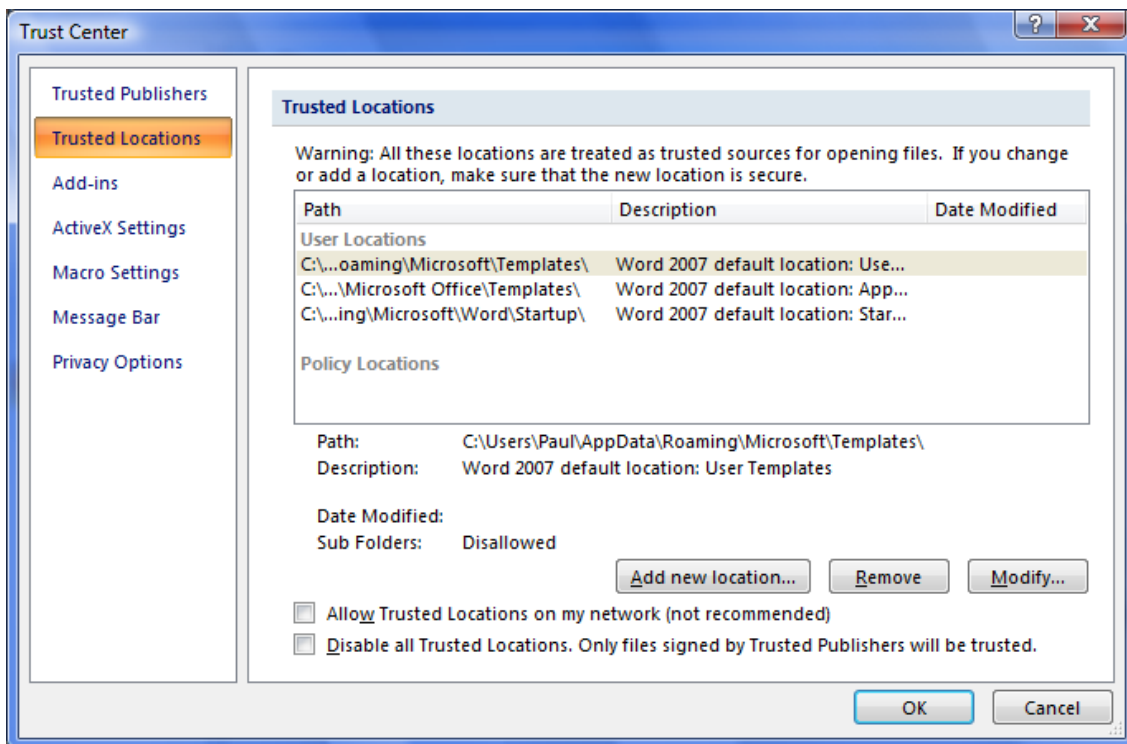 Trust Center
Trusted Publishers
Trusted Locations
Add-ins
ActiveX Settings
Macro Settings
Message Bar
Privacy Options
Trusted Locations
Warning: All these locations are treated as trusted sources for opening files.  If you change
or add a location, make sure that the new location is secure.
Path Description Date Modified
User Locations
C:\...oaming\Microsoft\Templates\ Word 2007 default location: Use...
C:\...\Microsoft Office\Templates\ Word 2007 default location: App...
C:\...ing\Microsoft\Word\Startup\ Word 2007 default location: Star...
Policy Locations
Path: C:\Users\Paul\AppData\Roaming\Microsoft\Templates\
Description: Word 2007 default location: User Templates
Date Modified:
Sub Folders: Disallowed
Add new location... Remove Modify...
Allow Trusted Locations on my network (not recommended)
Disable all Trusted Locations. Only files signed by Trusted Publishers will be trusted.
OK Cancel